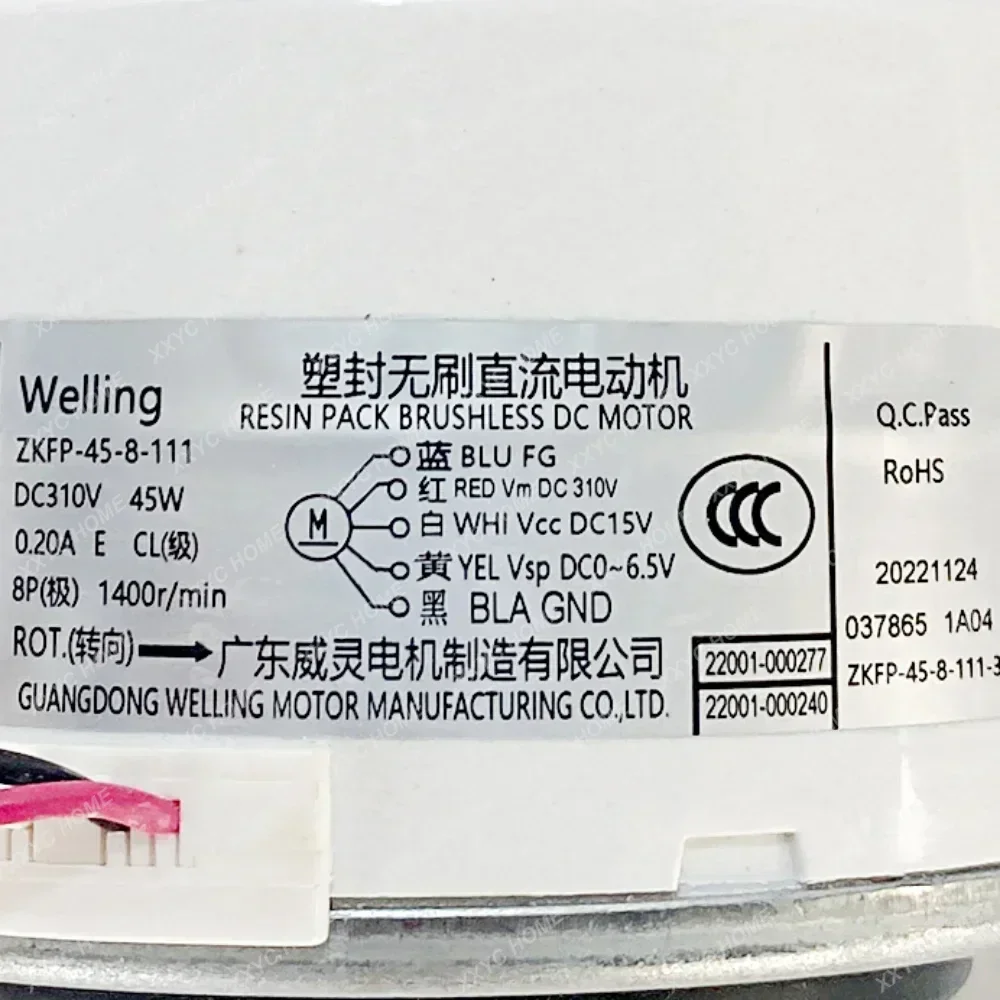 Welling
ZKFP-45-8-111
DC310V 45W
0.20A E CL(级)
8P(极) 1400r/min
ROT.(转向)
塑封无刷直流电动机
RESIN PACK BRUSHLESS DC MOTOR
M
蓝 BLU FG
红 RED Vm DC 310V
白 WHI Vcc DC15V
黄 YEL Vsp DC0~6.5V
黑 BLA GND
广东威灵电机制造有限公司
GUANGDONG WELLING MOTOR MANUFACTURING CO.,LTD.
CCC
22001-000277
22001-000240
Q.C.Pass
RoHS
20221124
037865 1A04
ZKFP-45-8-111-3
XXYC HOME